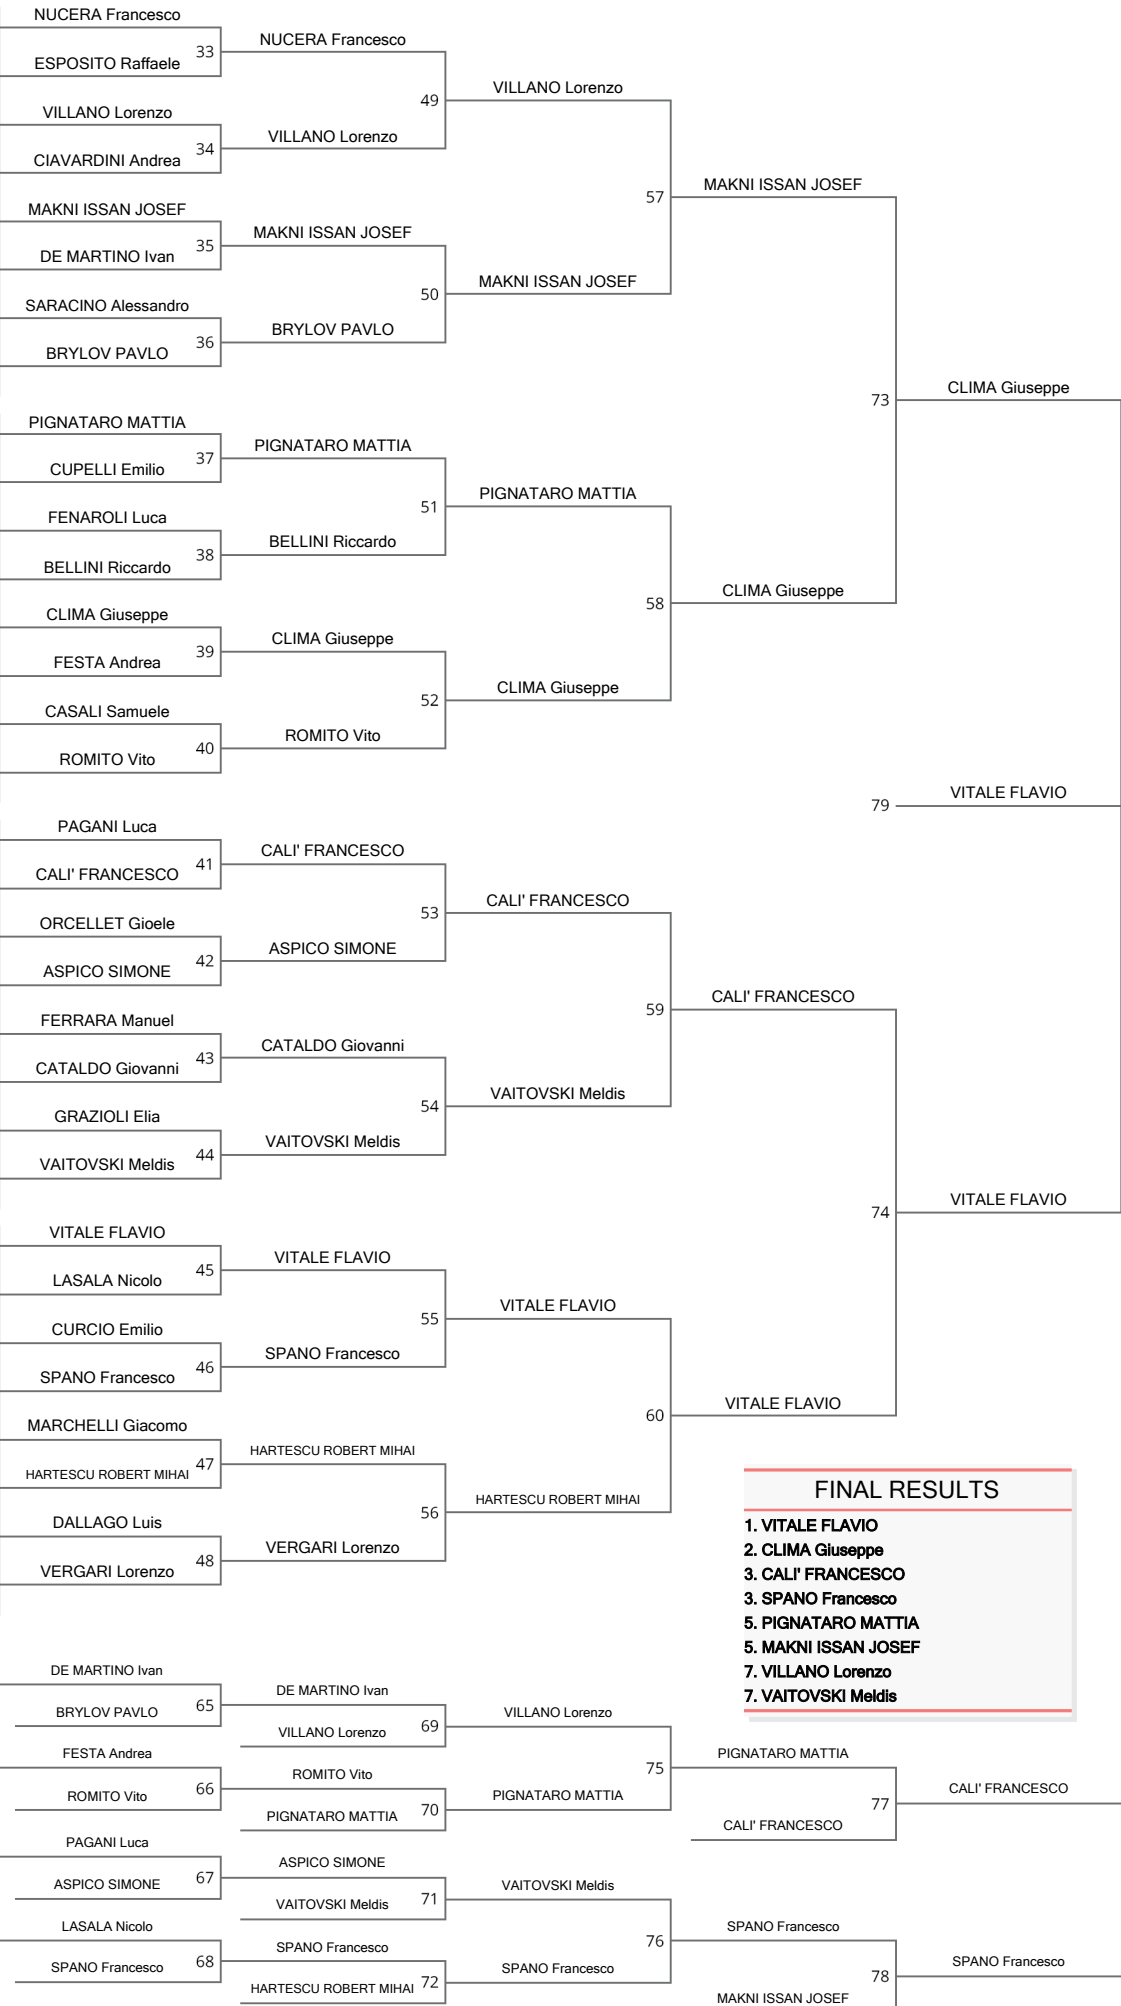 NUCERA Francesco
ESPOSITO Raffaele
33
NUCERA Francesco
VILLANO Lorenzo
CIAVARDINI Andrea
34
VILLANO Lorenzo
49
VILLANO Lorenzo
MAKNI ISSAN JOSEF
DE MARTINO Ivan
35
MAKNI ISSAN JOSEF
SARACINO Alessandro
BRYLOV PAVLO
36
BRYLOV PAVLO
50
MAKNI ISSAN JOSEF
57
MAKNI ISSAN JOSEF
PIGNATARO MATTIA
CUPELLI Emilio
37
PIGNATARO MATTIA
FENAROLI Luca
BELLINI Riccardo
38
BELLINI Riccardo
51
PIGNATARO MATTIA
CLIMA Giuseppe
FESTA Andrea
39
CLIMA Giuseppe
CASALI Samuele
ROMITO Vito
40
ROMITO Vito
52
CLIMA Giuseppe
58
CLIMA Giuseppe
73
CLIMA Giuseppe
PAGANI Luca
CALI' FRANCESCO
41
CALI' FRANCESCO
ORCELLET Gioele
ASPICO SIMONE
42
ASPICO SIMONE
53
CALI' FRANCESCO
FERRARA Manuel
CATALDO Giovanni
43
CATALDO Giovanni
GRAZIOLI Elia
VAITOVSKI Meldis
44
VAITOVSKI Meldis
54
VAITOVSKI Meldis
59
CALI' FRANCESCO
VITALE FLAVIO
LASALA Nicolo
45
VITALE FLAVIO
CURCIO Emilio
SPANO Francesco
46
SPANO Francesco
55
VITALE FLAVIO
MARCHELLI Giacomo
HARTESCU ROBERT MIHAI
47
HARTESCU ROBERT MIHAI
DALLAGO Luis
VERGARI Lorenzo
48
VERGARI Lorenzo
56
HARTESCU ROBERT MIHAI
60
VITALE FLAVIO
74
VITALE FLAVIO
79
VITALE FLAVIO
FINAL RESULTS
1. VITALE FLAVIO
2. CLIMA Giuseppe
3. CALI' FRANCESCO
3. SPANO Francesco
5. PIGNATARO MATTIA
5. MAKNI ISSAN JOSEF
7. VILLANO Lorenzo
7. VAITOVSKI Meldis
DE MARTINO Ivan
BRYLOV PAVLO
65
DE MARTINO Ivan
VILLANO Lorenzo
69
VILLANO Lorenzo
FESTA Andrea
ROMITO Vito
66
ROMITO Vito
PIGNATARO MATTIA
70
PIGNATARO MATTIA
75
PIGNATARO MATTIA
CALI' FRANCESCO
77
CALI' FRANCESCO
PAGANI Luca
ASPICO SIMONE
67
ASPICO SIMONE
VAITOVSKI Meldis
71
VAITOVSKI Meldis
LASALA Nicolo
SPANO Francesco
68
SPANO Francesco
HARTESCU ROBERT MIHAI
72
SPANO Francesco
76
SPANO Francesco
MAKNI ISSAN JOSEF
78
SPANO Francesco